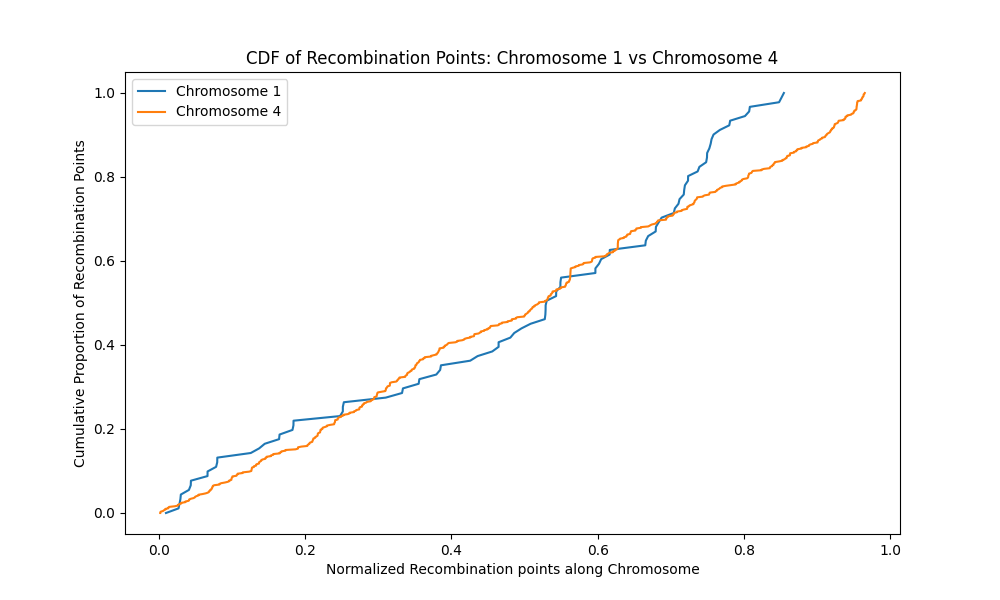 CDF of Recombination Points: Chromosome 1 vs Chromosome 4
Chromosome 1
Chromosome 4
Cumulative Proportion of Recombination Points
1.0
0.8
0.6
0.4
0.2
0.0
0.0 0.2 0.4 0.6 0.8 1.0
Normalized Recombination points along Chromosome